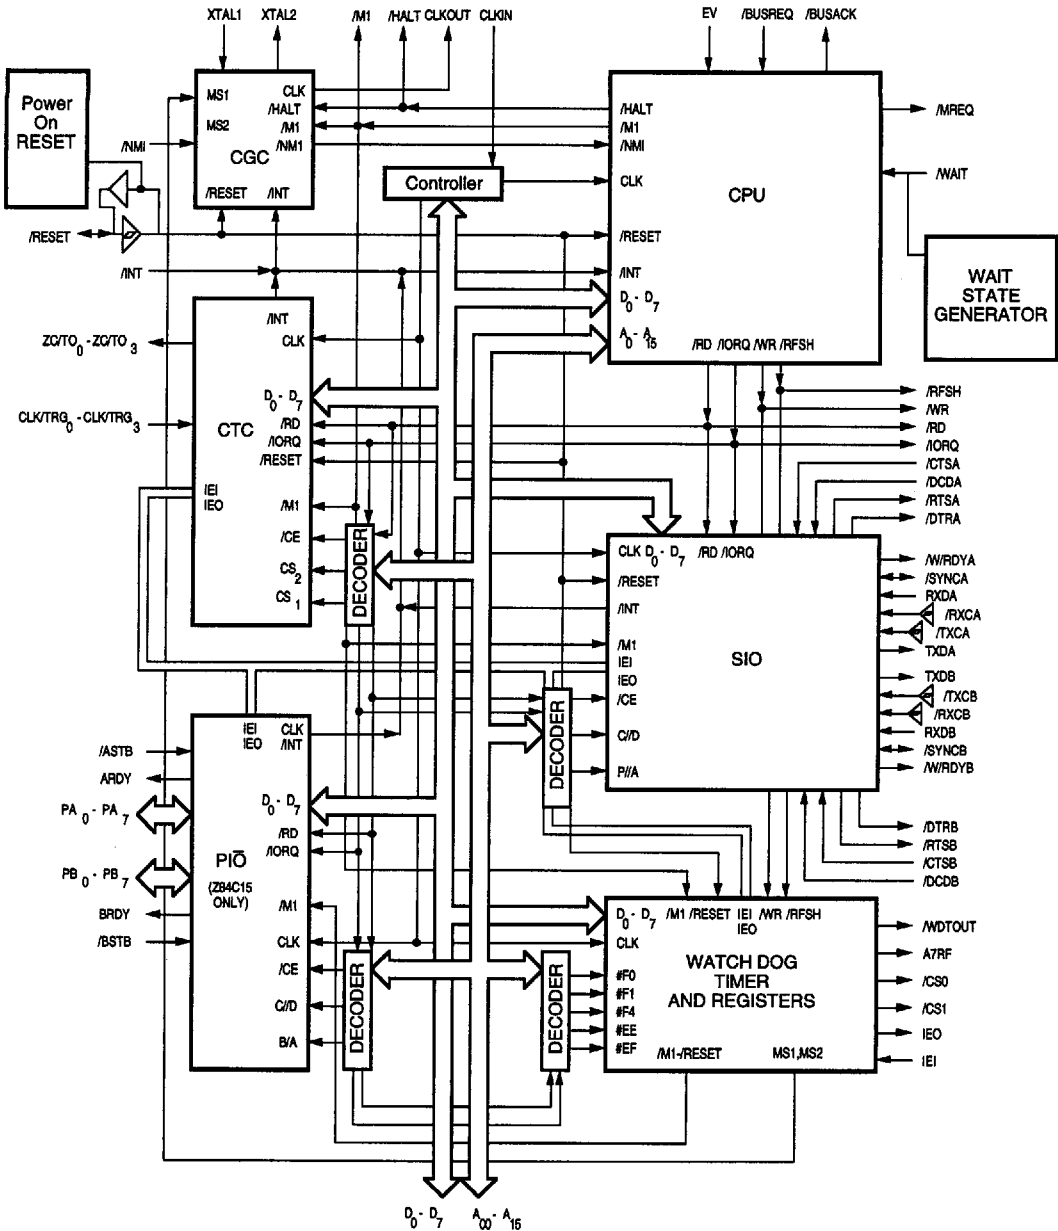 XTAL1 XTAL2 /M1 /HALT CLKOUT CLKIN EV /BUSREQ /BUSACK
Power
On
RESET
MS1
MS2
CLK
/HALT
/M1
/NM1
CGC
/RESET /INT
/NMI
/RESET
/INT
Controller
/HALT
/M1
/NMI
CLK
CPU
/RESET
/INT
D0 - D7
A0 - A15
/RD /IORQ /WR /RFSH
/MREQ
/WAIT
WAIT
STATE
GENERATOR
ZC/TO0 - ZC/TO3
CLK/TRG0 - CLK/TRG3
/INT
CLK
D0 - D7
CTC
/RD
/IORQ
/RESET
IEI
IEO
/M1
/CE
CS2
CS1
DECODER
/RFSH
/WR
/RD
/IORQ
/CTSA
/DCDA
/RTSA
/DTRA
CLK D0 - D7 /RD /IORQ
/RESET
/INT
/M1
IEI
IEO
/CE
C//D
P//A
SIO
DECODER
/W/RDYA
/SYNCA
RXDA
/RXCA
/TXCA
TXDA
TXDB
/TXCB
/RXCB
RXDB
/SYNCB
/W/RDYB
/DTRB
/RTSB
/CTSB
/DCDB
/ASTB
ARDY
PA0 - PA7
PB0 - PB7
BRDY
/BSTB
IEI
IEO
CLK
/INT
D0 - D7
/RD
/IORQ
PIO
(Z84C15
ONLY)
/M1
CLK
/CE
C//D
B/A
DECODER
DECODER
D0 - D7 /M1 /RESET IEI /WR /RFSH
IEO
CLK
WATCH DOG
TIMER
AND REGISTERS
#F0
#F1
#F4
#EE
#EF
/M1-/RESET MS1,MS2
/WDTOUT
A7RF
/CS0
/CS1
IEO
IEI
D0 - D7 A00 - A15